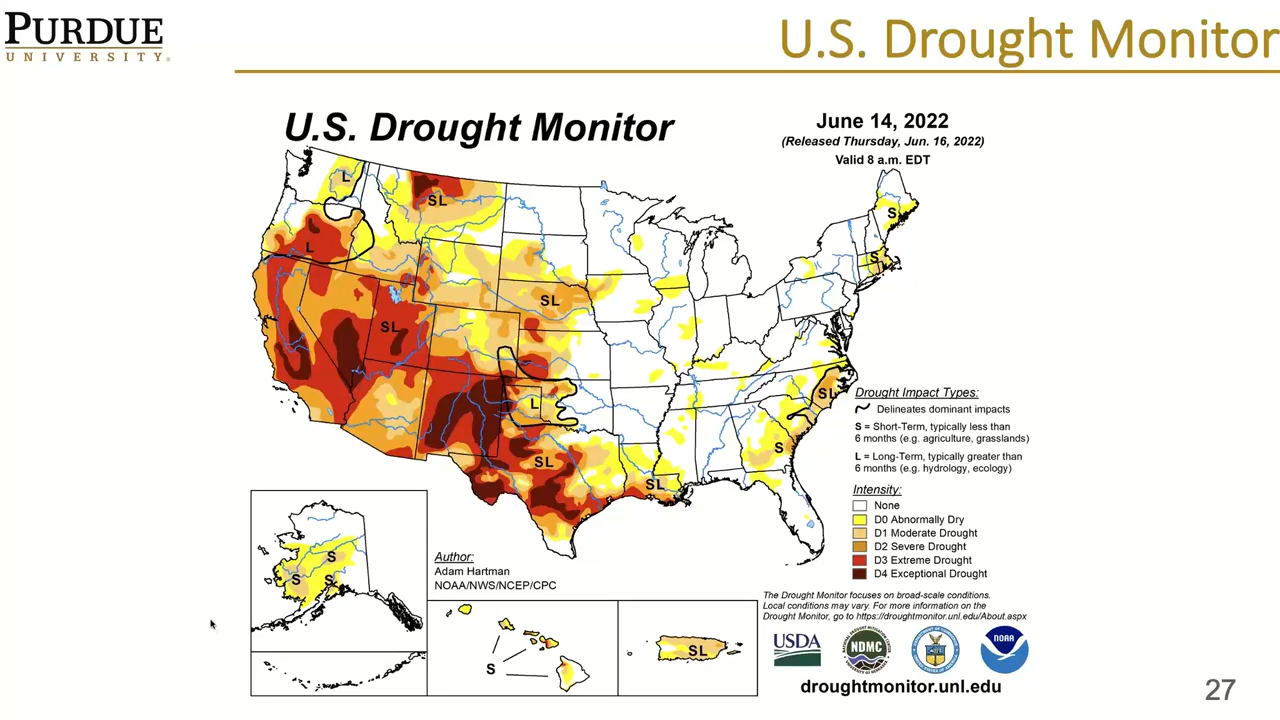 PURDUE
UNIVERSITY®
U.S. Drought Monitor
U.S. Drought Monitor
June 14, 2022
(Released Thursday, Jun. 16, 2022)
Valid 8 a.m. EDT
L
SL
S
L
S
SL
SL
L
SL
SL
S
SL
SL
Drought Impact Types:
Delineates dominant impacts
S = Short-Term, typically less than
6 months (e.g. agriculture, grasslands)
L = Long-Term, typically greater than
6 months (e.g. hydrology, ecology)
Intensity:
None
D0 Abnormally Dry
D1 Moderate Drought
D2 Severe Drought
D3 Extreme Drought
D4 Exceptional Drought
S
S
S
Author:
Adam Hartman
NOAA/NWS/NCEP/CPC
S
SL
The Drought Monitor focuses on broad-scale conditions.
Local conditions may vary. For more information on the
Drought Monitor, go to https://droughtmonitor.unl.edu/About.aspx
USDA
NDMC
NOAA
droughtmonitor.unl.edu
27